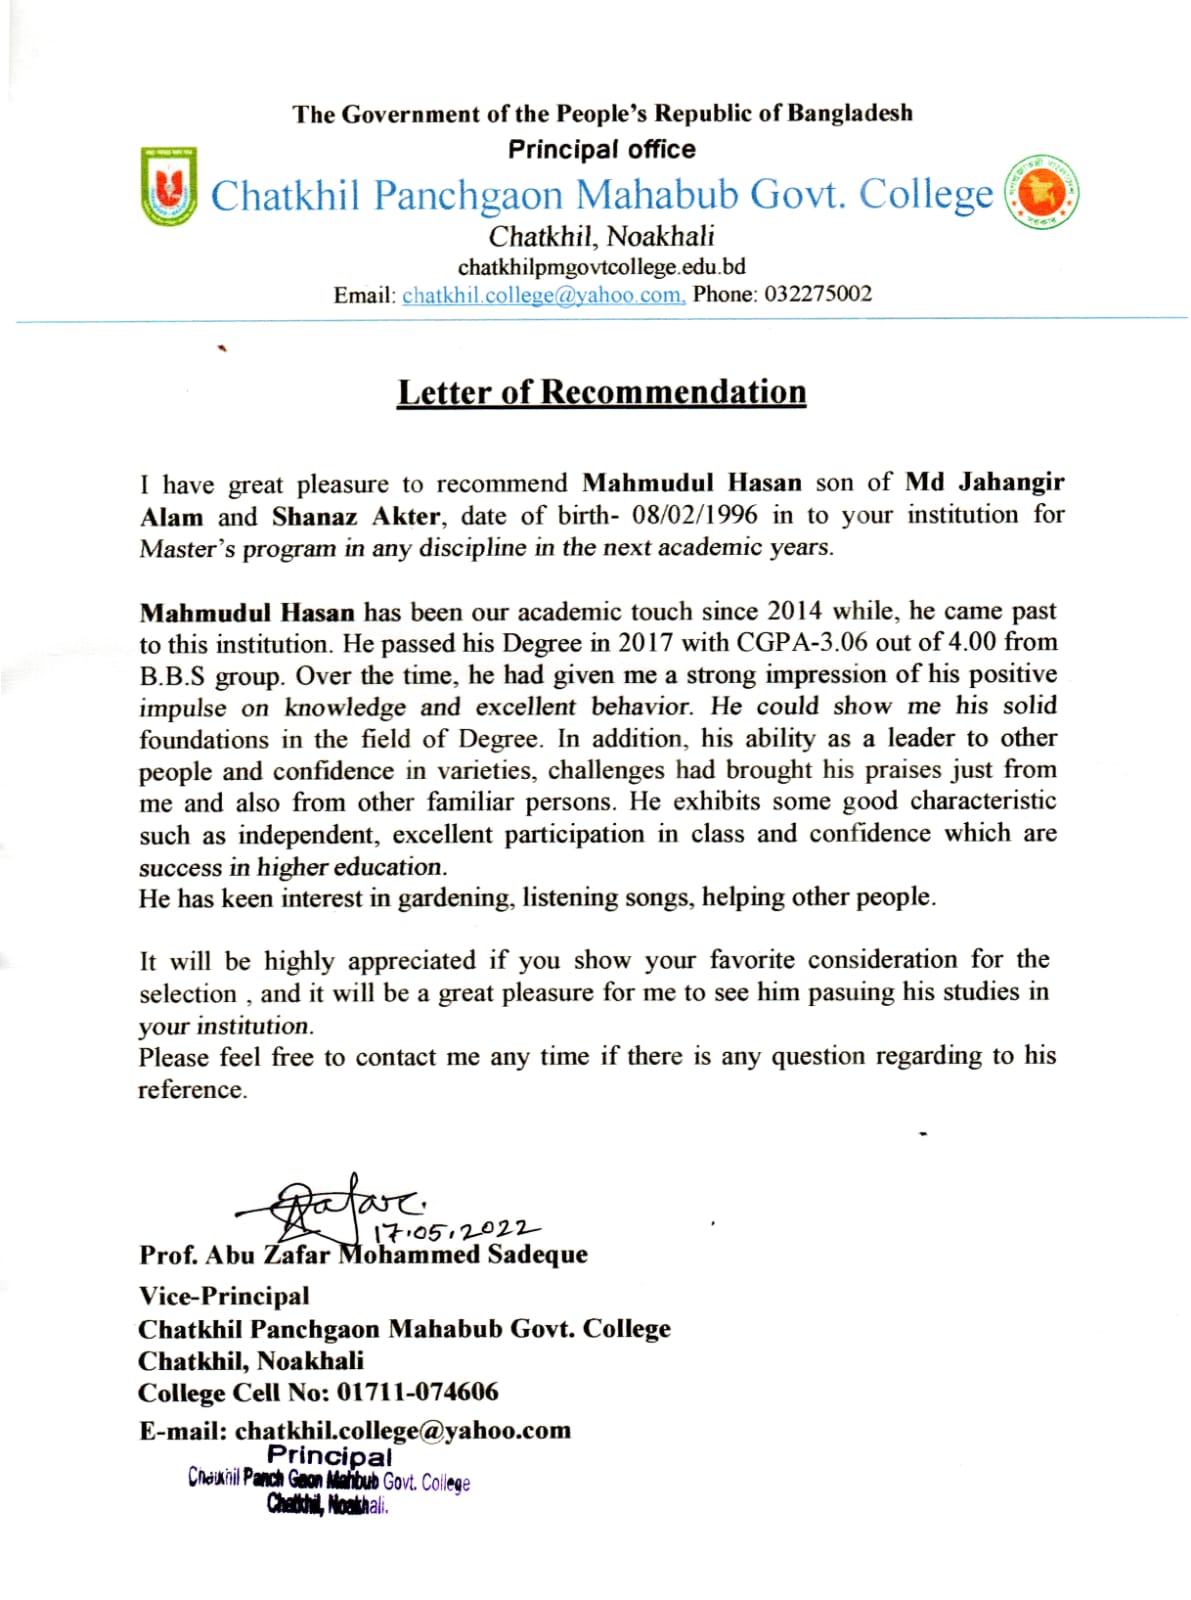 The Government of the People's Republic of Bangladesh
Principal office
Chatkhil Panchgaon Mahabub Govt. College
Chatkhil, Noakhali
chatkhilpmgovtcollege.edu.bd
Email: chatkhil.college@yahoo.com, Phone: 032275002
Letter of Recommendation
I have great pleasure to recommend Mahmudul Hasan son of Md Jahangir
Alam and Shanaz Akter, date of birth- 08/02/1996 in to your institution for
Master's program in any discipline in the next academic years.
Mahmudul Hasan has been our academic touch since 2014 while, he came past
to this institution. He passed his Degree in 2017 with CGPA-3.06 out of 4.00 from
B.B.S group. Over the time, he had given me a strong impression of his positive
impulse on knowledge and excellent behavior. He could show me his solid
foundations in the field of Degree. In addition, his ability as a leader to other
people and confidence in varieties, challenges had brought his praises just from
me and also from other familiar persons. He exhibits some good characteristic
such as independent, excellent participation in class and confidence which are
success in higher education.
He has keen interest in gardening, listening songs, helping other people.
It will be highly appreciated if you show your favorite consideration for the
selection , and it will be a great pleasure for me to see him pasuing his studies in
your institution.
Please feel free to contact me any time if there is any question regarding to his
reference.
17.05.2022
Prof. Abu Zafar Mohammed Sadeque
Vice-Principal
Chatkhil Panchgaon Mahabub Govt. College
Chatkhil, Noakhali
College Cell No: 01711-074606
E-mail: chatkhil.college@yahoo.com
Principal
Chatkhil Panch Gaon Mahbub Govt. College
Chatkhil, Noakhali.